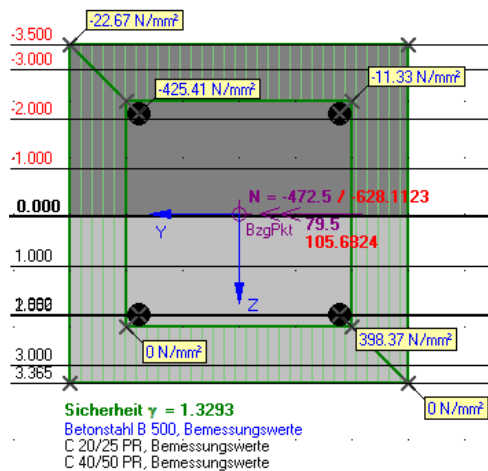 -22.67 N/mm²
-3.500
-3.000
-11.33 N/mm²
-425.41 N/mm²
-2.000
-1.000
N = -472.5 / -628.1123
0.000
BzgPkt
79.5
Y
105.6824
1.000
Z
398.37 N/mm²
0 N/mm²
3.000
3.365
0 N/mm²
Sicherheit γ = 1.3293
Betonstahl B 500, Bemessungswerte
C 20/25 PR, Bemessungswerte
C 40/50 PR, Bemessungswerte